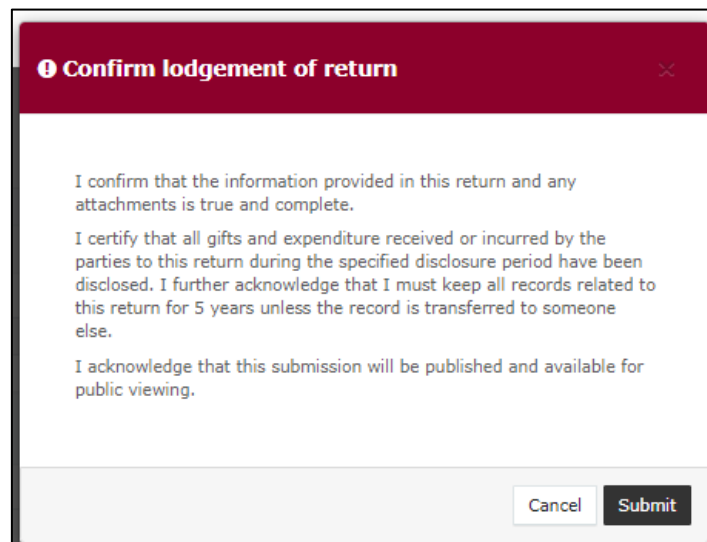 Confirm lodgement of return
I confirm that the information provided in this return and any
attachments is true and complete.
I certify that all gifts and expenditure received or incurred by the
parties to this return during the specified disclosure period have been
disclosed. I further acknowledge that I must keep all records related to
this return for 5 years unless the record is transferred to someone
else.
I acknowledge that this submission will be published and available for
public viewing.
Cancel Submit